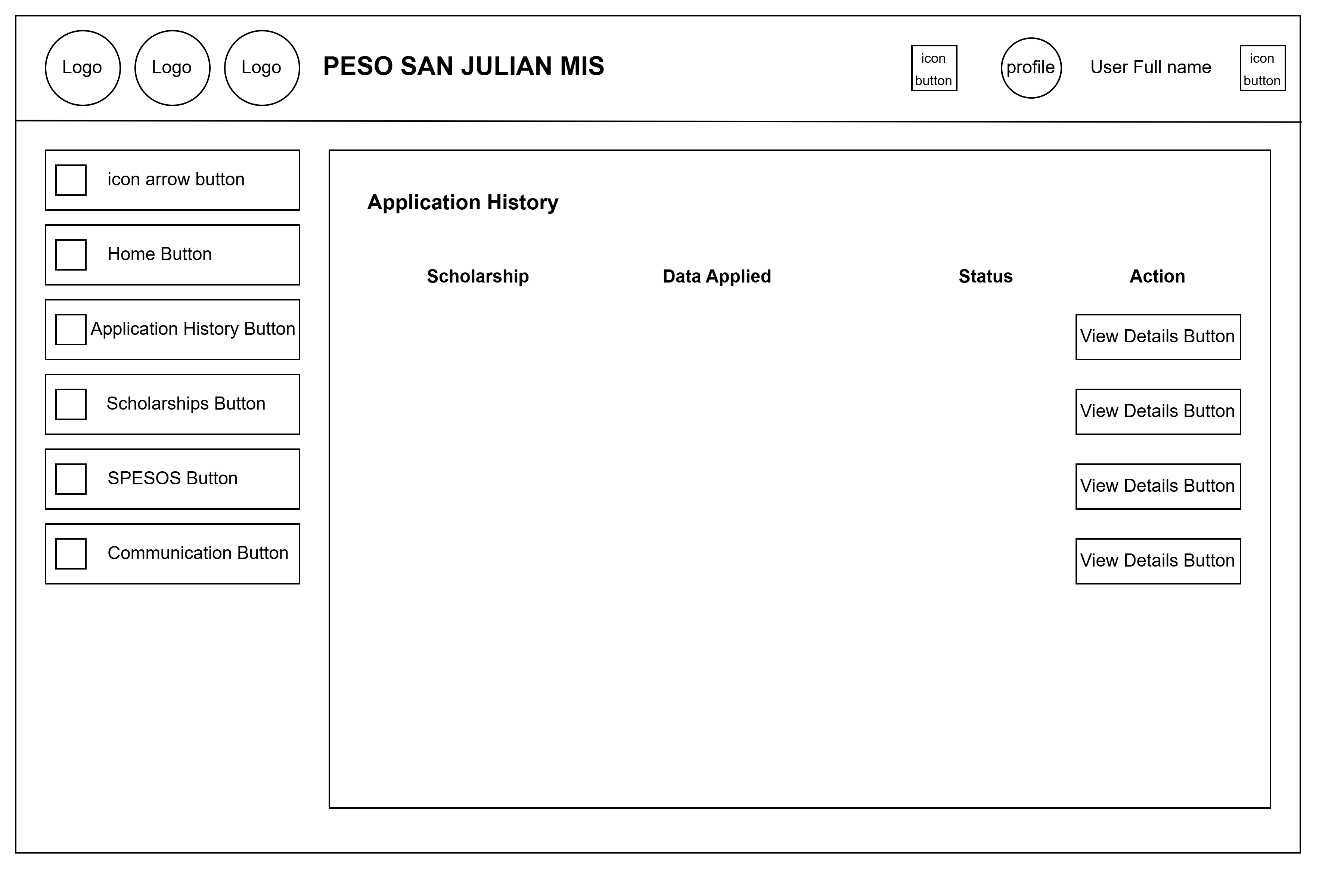 Logo
Logo
Logo
PESO SAN JULIAN MIS
icon
button
profile
User Full name
icon
button
icon arrow button
Home Button
Application History Button
Scholarships Button
SPESOS Button
Communication Button
Application History
Scholarship
Data Applied
Status
Action
View Details Button
View Details Button
View Details Button
View Details Button